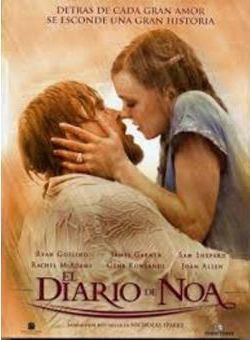 DETRÁS DE CADA GRAN AMOR
SE ESCONDE UNA GRAN HISTORIA
RYAN GOSLING JAMES GARNER SAM SHEPARD
RACHEL MCADAMS GENA ROWLANDS JOAN ALLEN
EL
DIARIO DE NOA
NICHOLAS SPARKS